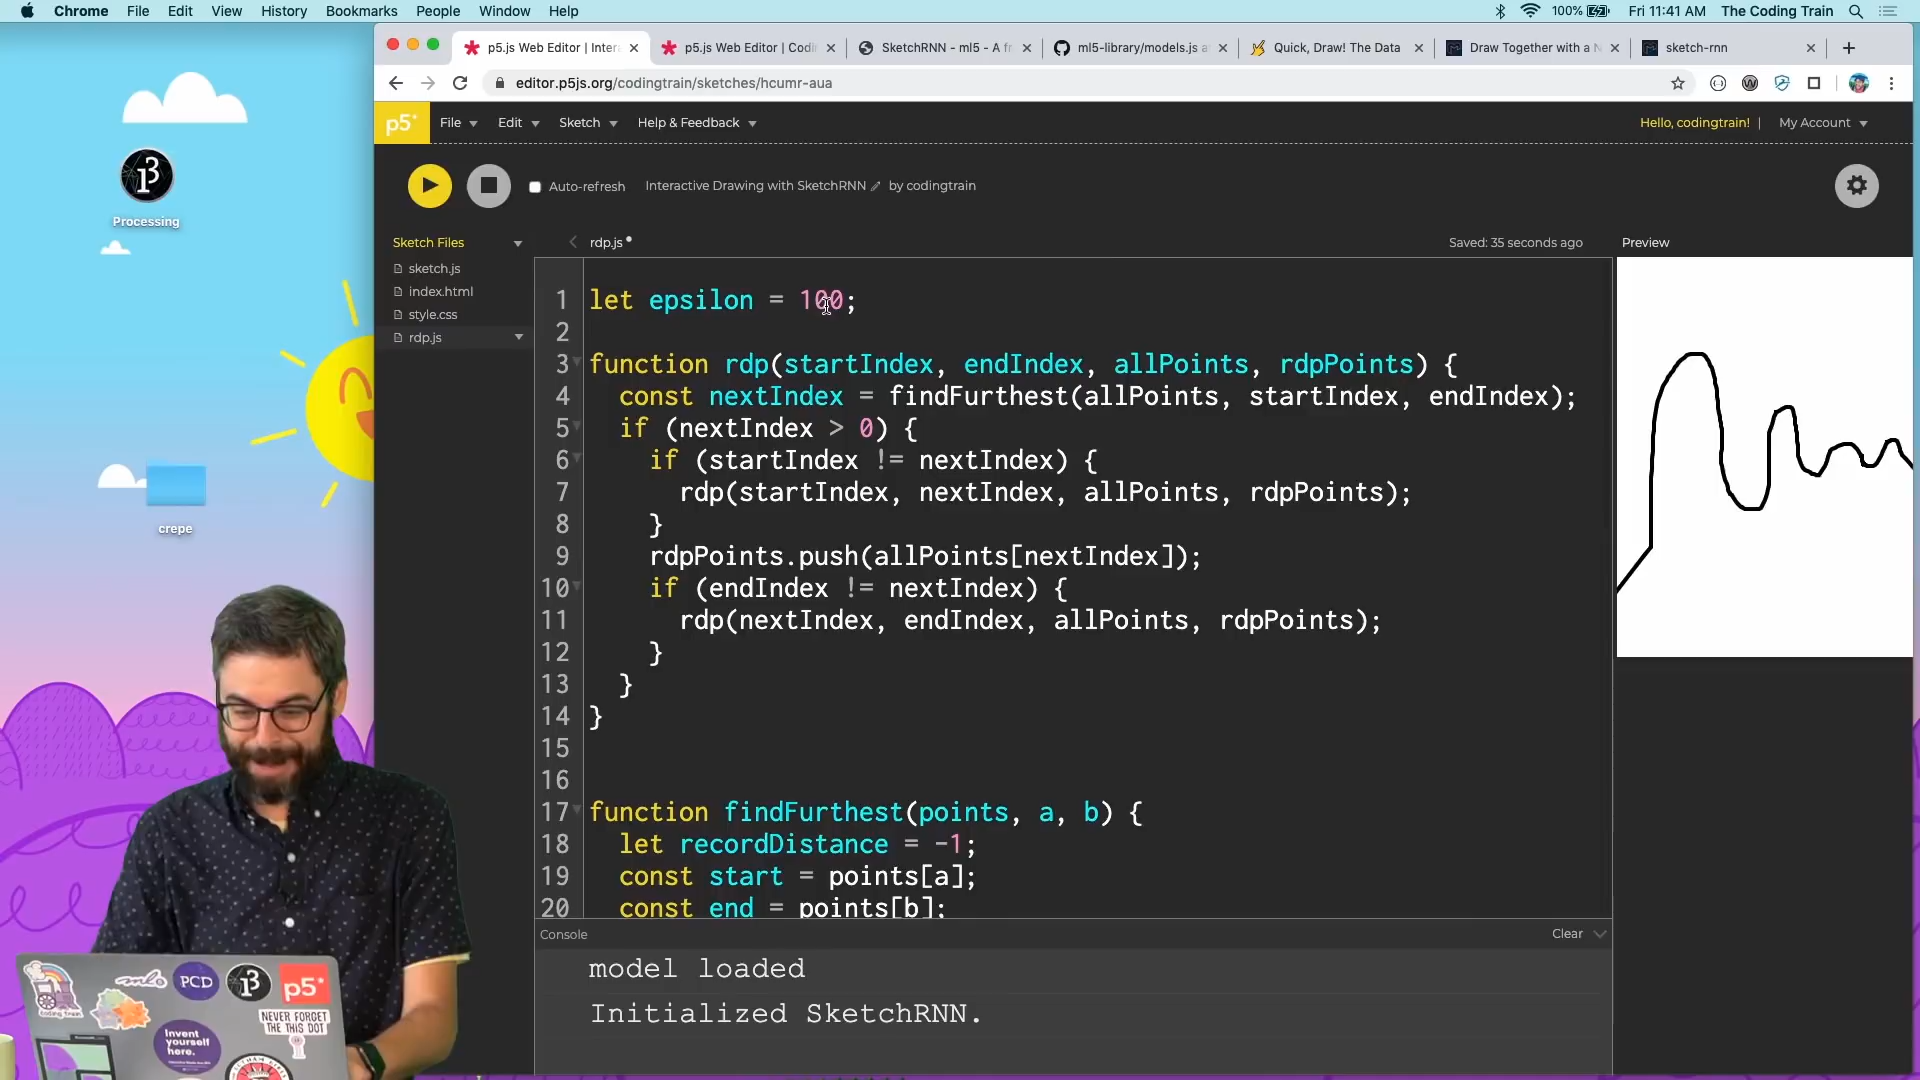 Chrome File Edit View History Bookmarks People Window Help 100% Fri 11:41 AM The Coding Train
p5.js Web Editor | Inter p5.js Web Editor | Codi SketchRNN - ml5 - A fr ml5-library/models.js a Quick, Draw! The Data Draw Together with a N sketch-rnn
editor.p5js.org/codingtrain/sketches/hcumr-aua
p5* File Edit Sketch Help & Feedback Hello, codingtrain! | My Account
Auto-refresh Interactive Drawing with SketchRNN by codingtrain
Processing
Sketch Files
sketch.js
index.html
style.css
rdp.js
crepe
rdp.js Saved: 35 seconds ago Preview
1 let epsilon = 100;
2
3 function rdp(startIndex, endIndex, allPoints, rdpPoints) {
4 const nextIndex = findFurthest(allPoints, startIndex, endIndex);
5 if (nextIndex > 0) {
6 if (startIndex != nextIndex) {
7 rdp(startIndex, nextIndex, allPoints, rdpPoints);
8 }
9 rdpPoints.push(allPoints[nextIndex]);
10 if (endIndex != nextIndex) {
11 rdp(nextIndex, endIndex, allPoints, rdpPoints);
12 }
13 }
14 }
15
16
17 function findFurthest(points, a, b) {
18 let recordDistance = -1;
19 const start = points[a];
20 const end = points[b];
Console Clear
model loaded
Initialized SketchRNN.
PCD
p5*
coding train
NEVER FORGET
THE THIS DOT
Invent
yourself
here.